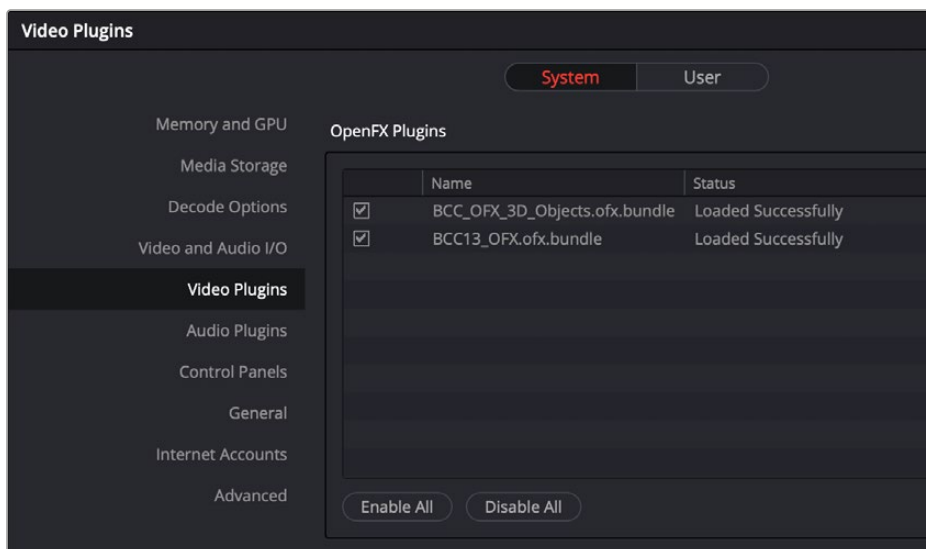 Video Plugins
System User
Memory and GPU
OpenFX Plugins
Media Storage
Name Status
Decode Options
BCC_OFX_3D_Objects.ofx.bundle Loaded Successfully
Video and Audio I/O
BCC13_OFX.ofx.bundle Loaded Successfully
Video Plugins
Audio Plugins
Control Panels
General
Internet Accounts
Advanced
Enable All Disable All